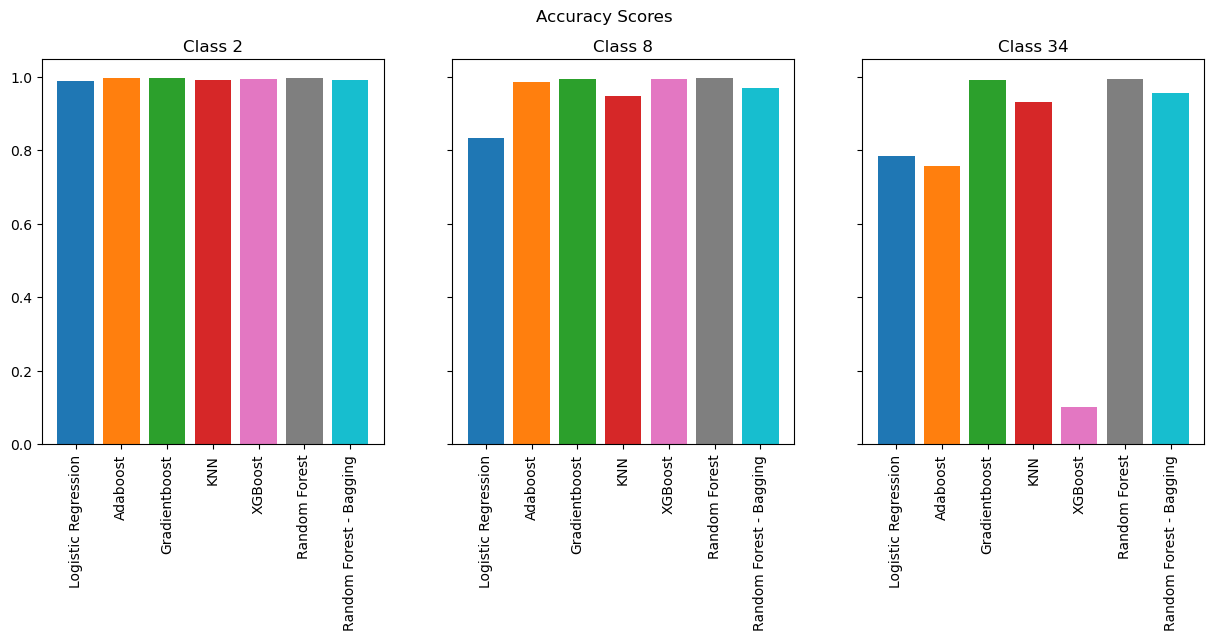 Accuracy Scores
Class 2
Class 8
Class 34
1.0
0.8
0.6
0.4
0.2
0.0
Logistic Regression
Adaboost
Gradientboost
KNN
XGBoost
Random Forest
Random Forest - Bagging
Logistic Regression
Adaboost
Gradientboost
KNN
XGBoost
Random Forest
Random Forest - Bagging
Logistic Regression
Adaboost
Gradientboost
KNN
XGBoost
Random Forest
Random Forest - Bagging